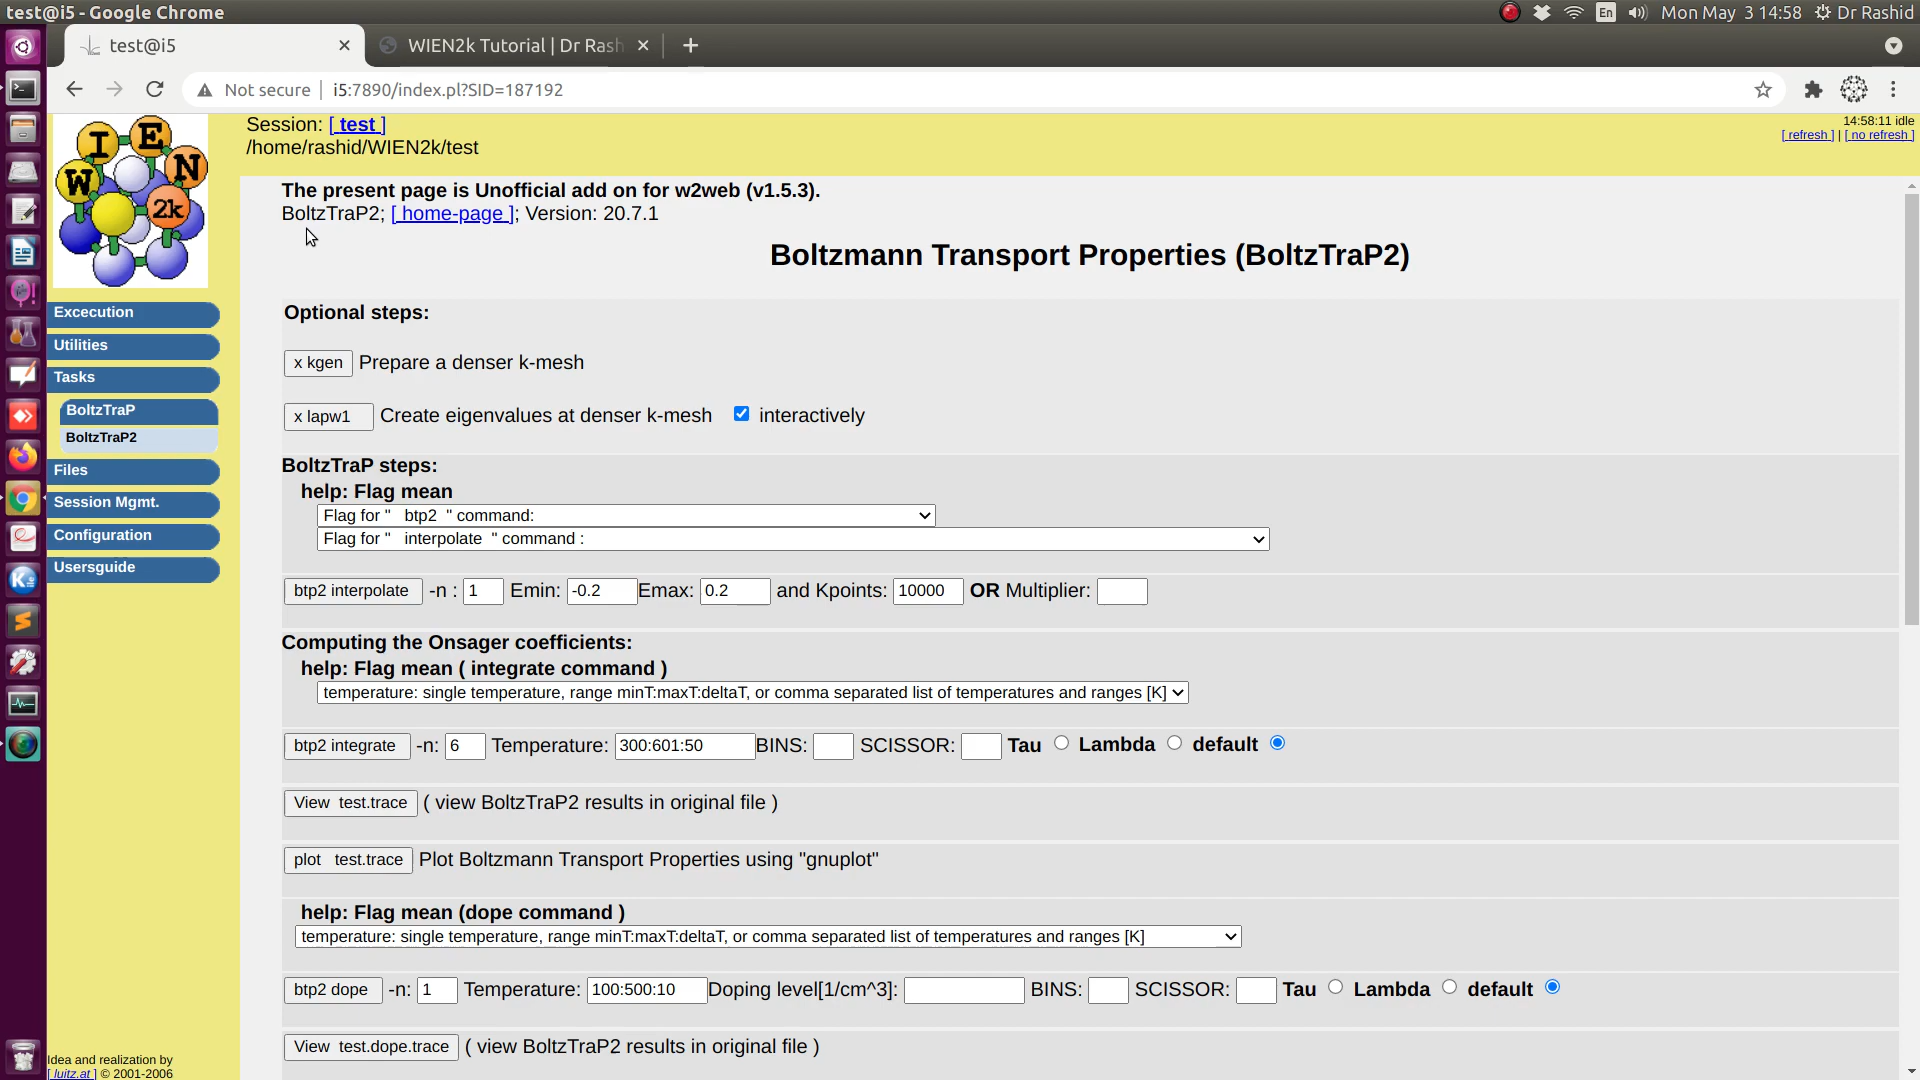 test@i5 - Google Chrome
En
Mon May 3 14:58
Dr Rashid
test@i5
WIEN2k Tutorial | Dr Rash
Not secure
i5:7890/index.pl?SID=187192
W I E N 2k
Session: [ test ]
/home/rashid/WIEN2k/test
14:58:11 idle
[ refresh ] | [ no refresh ]
Excecution
Utilities
Tasks
BoltzTraP
BoltzTraP2
Files
Session Mgmt.
Configuration
Usersguide
Idea and realization by
[ luitz.at ] © 2001-2006
The present page is Unofficial add on for w2web (v1.5.3).
BoltzTraP2; [ home-page ]; Version: 20.7.1
Boltzmann Transport Properties (BoltzTraP2)
Optional steps:
x kgen Prepare a denser k-mesh
x lapw1 Create eigenvalues at denser k-mesh interactively
BoltzTraP steps:
help: Flag mean
Flag for " btp2 " command:
Flag for " interpolate " command :
btp2 interpolate -n : 1 Emin: -0.2 Emax: 0.2 and Kpoints: 10000 OR Multiplier:
Computing the Onsager coefficients:
help: Flag mean ( integrate command )
temperature: single temperature, range minT:maxT:deltaT, or comma separated list of temperatures and ranges [K]
btp2 integrate -n: 6 Temperature: 300:601:50 BINS: SCISSOR: Tau Lambda default
View test.trace ( view BoltzTraP2 results in original file )
plot test.trace Plot Boltzmann Transport Properties using "gnuplot"
help: Flag mean (dope command )
temperature: single temperature, range minT:maxT:deltaT, or comma separated list of temperatures and ranges [K]
btp2 dope -n: 1 Temperature: 100:500:10 Doping level[1/cm^3]: BINS: SCISSOR: Tau Lambda default
View test.dope.trace ( view BoltzTraP2 results in original file )